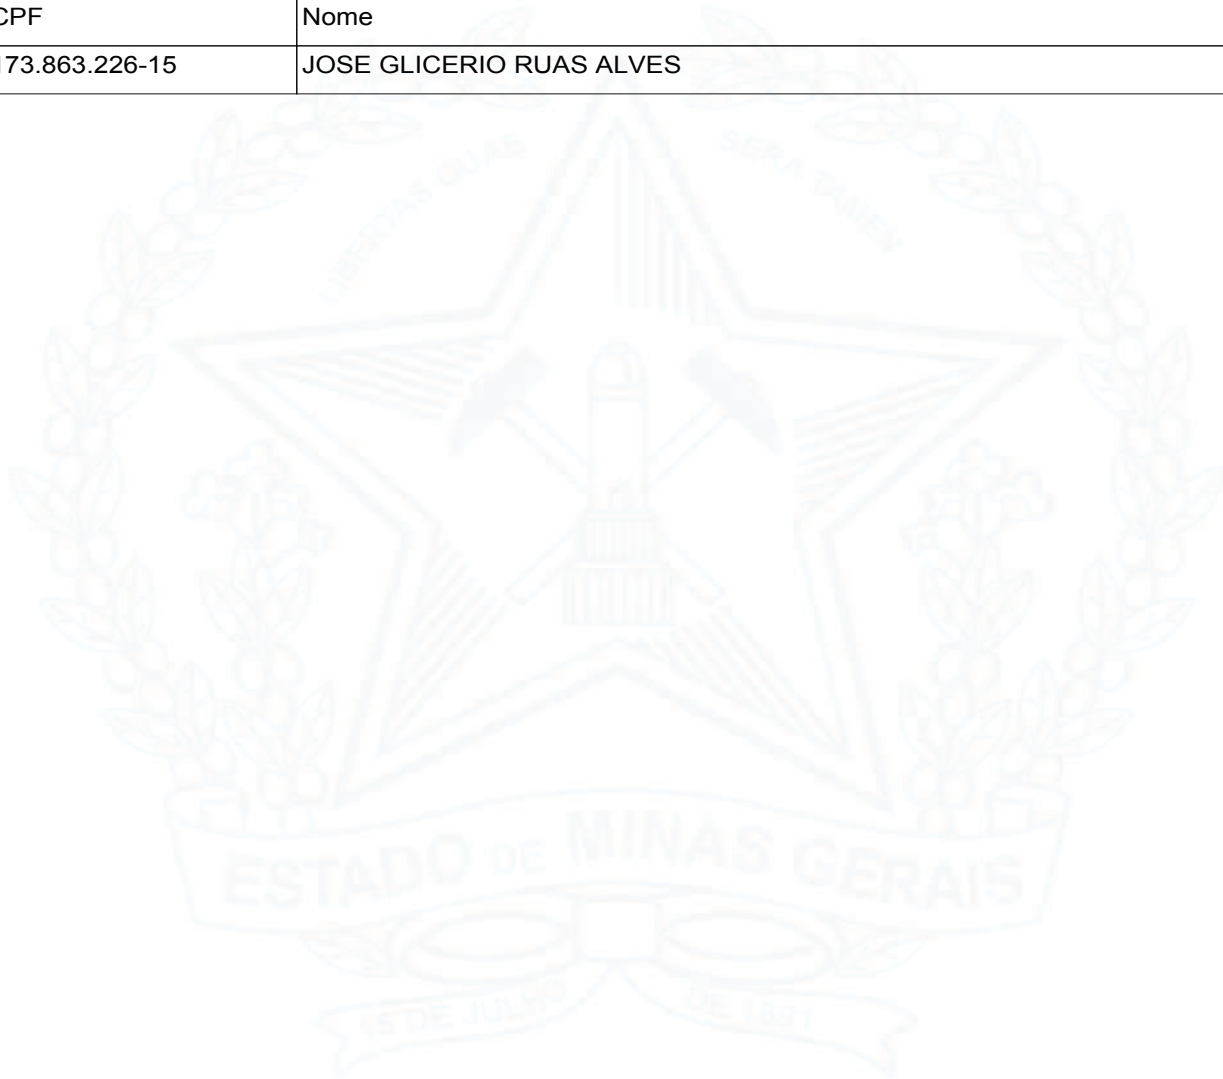 CPF Nome
173.863.226-15 JOSE GLICERIO RUAS ALVES
LIBERTAS QUAE SERA TAMEN
ESTADO DE MINAS GERAIS
15 DE JULHO DE 1891